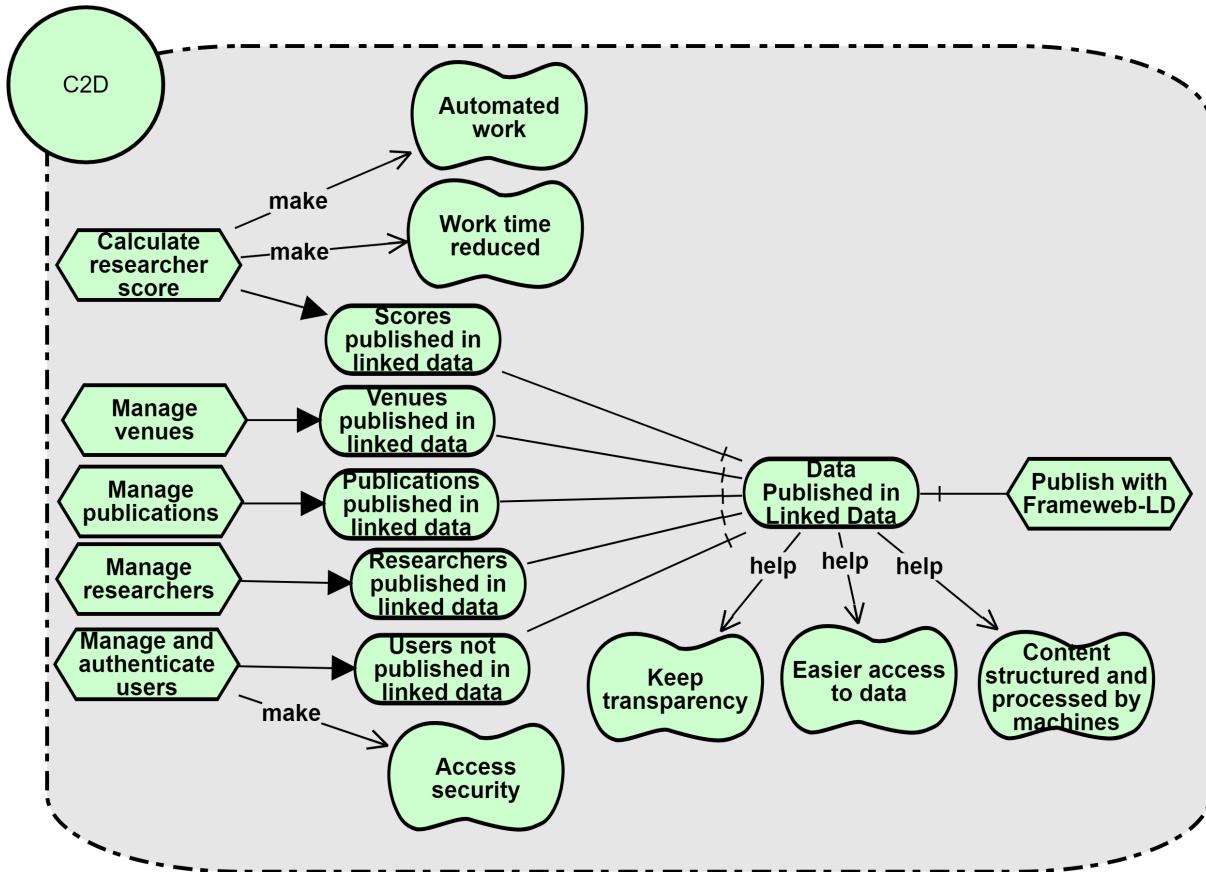 C2D
Automated
work
make
Work time
reduced
make
Calculate
researcher
score
Scores
published in
linked data
Manage
venues
Venues
published in
linked data
Manage
publications
Publications
published in
linked data
Data
Published in
Linked Data
Publish with
Frameweb-LD
Manage
researchers
Researchers
published in
linked data
help
help
help
Manage and
authenticate
users
Users not
published in
linked data
make
Keep
transparency
Easier access
to data
Content
structured and
processed by
machines
Access
security